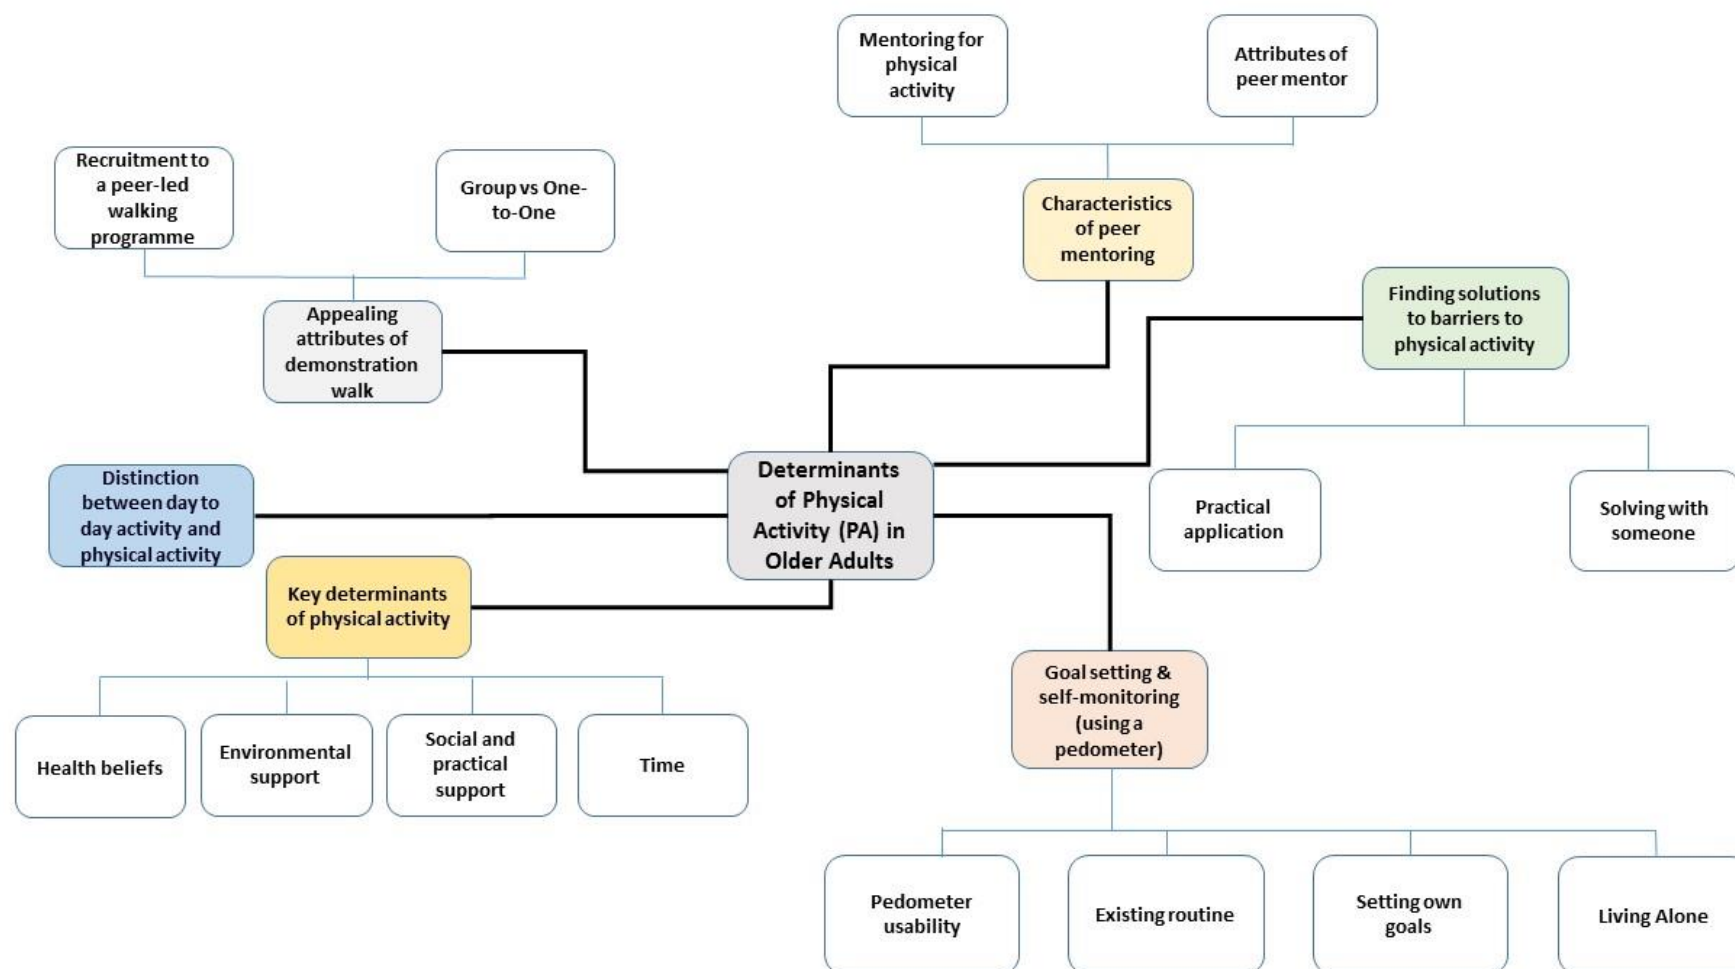 Mentoring for
physical
activity
Attributes of
peer mentor
Recruitment to
a peer-led
walking
programme
Group vs One-
to-One
Characteristics
of peer
mentoring
Finding solutions
to barriers to
physical activity
Appealing
attributes of
demonstration
walk
Determinants
of Physical
Activity (PA) in
Older Adults
Distinction
between day to
day activity and
physical activity
Practical
application
Solving with
someone
Key determinants
of physical activity
Goal setting &
self-monitoring
(using a
pedometer)
Health beliefs
Environmental
support
Social and
practical
support
Time
Pedometer
usability
Existing routine
Setting own
goals
Living Alone